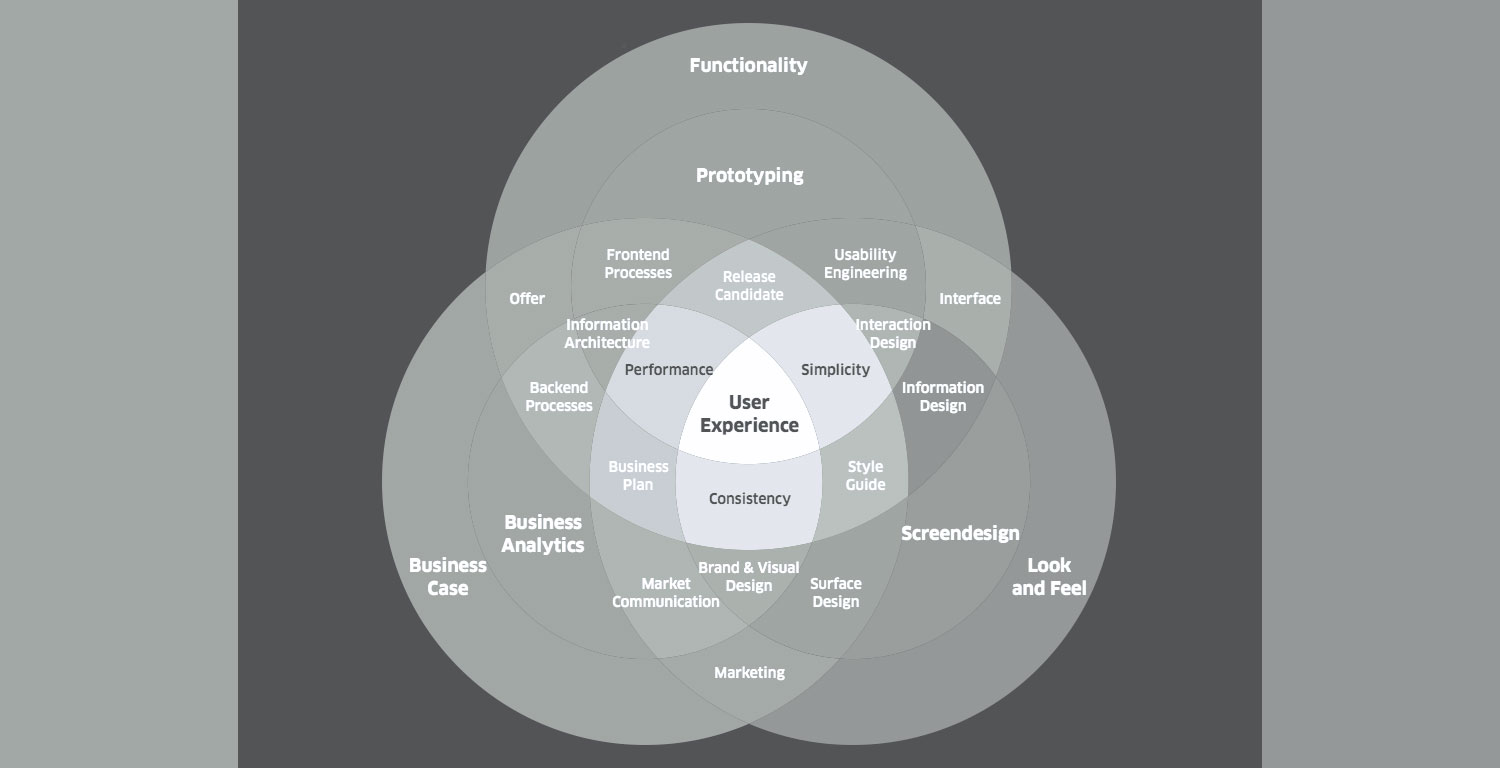 Functionality
Prototyping
Frontend
Processes
Usability
Engineering
Release
Candidate
Offer
Interface
Information
Architecture
Interaction
Design
Performance
Simplicity
Backend
Processes
Information
Design
User
Experience
Business
Plan
Style
Guide
Consistency
Business
Analytics
Screendesign
Business
Case
Look
and Feel
Brand & Visual
Design
Market
Communication
Surface
Design
Marketing